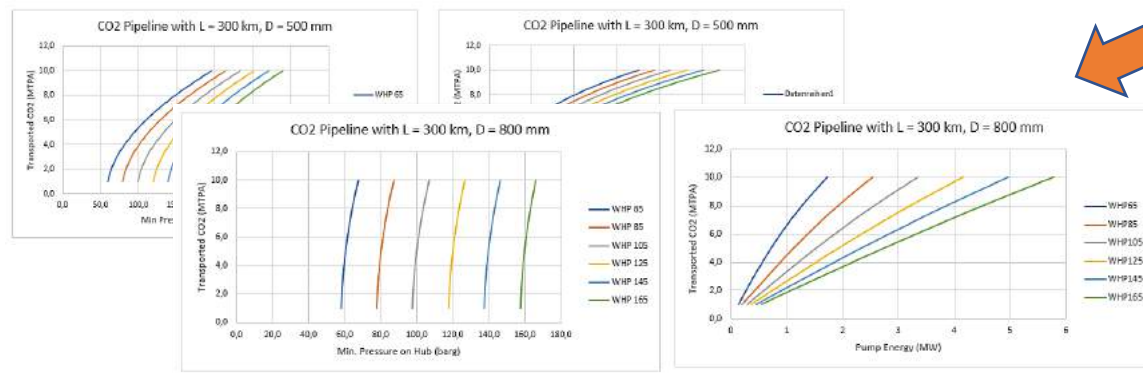 CO2 Pipeline with L = 300 km, D = 500 mm
Transported CO2 (MTPA)
12,0
10,0
8,0
6,0
4,0
2,0
0,0
0,0 50,0 100,0
WHP 65
CO2 Pipeline with L = 300 km, D = 500 mm
12,0
10,0
8,0
Datenreihen1
CO2 Pipeline with L = 300 km, D = 800 mm
Transported CO2 (MTPA)
12,0
10,0
8,0
6,0
4,0
2,0
0,0
0,0 20,0 40,0 60,0 80,0 100,0 120,0 140,0 160,0 180,0
Min. Pressure on Hub (barg)
WHP 85
WHP 105
WHP 125
WHP 145
WHP 165
CO2 Pipeline with L = 300 km, D = 800 mm
Transported CO2 (MTPA)
12,0
10,0
8,0
6,0
4,0
2,0
0,0
0 1 2 3 4 5 6
Pump Energy (MW)
WHP65
WHP85
WHP105
WHP125
WHP145
WHP165